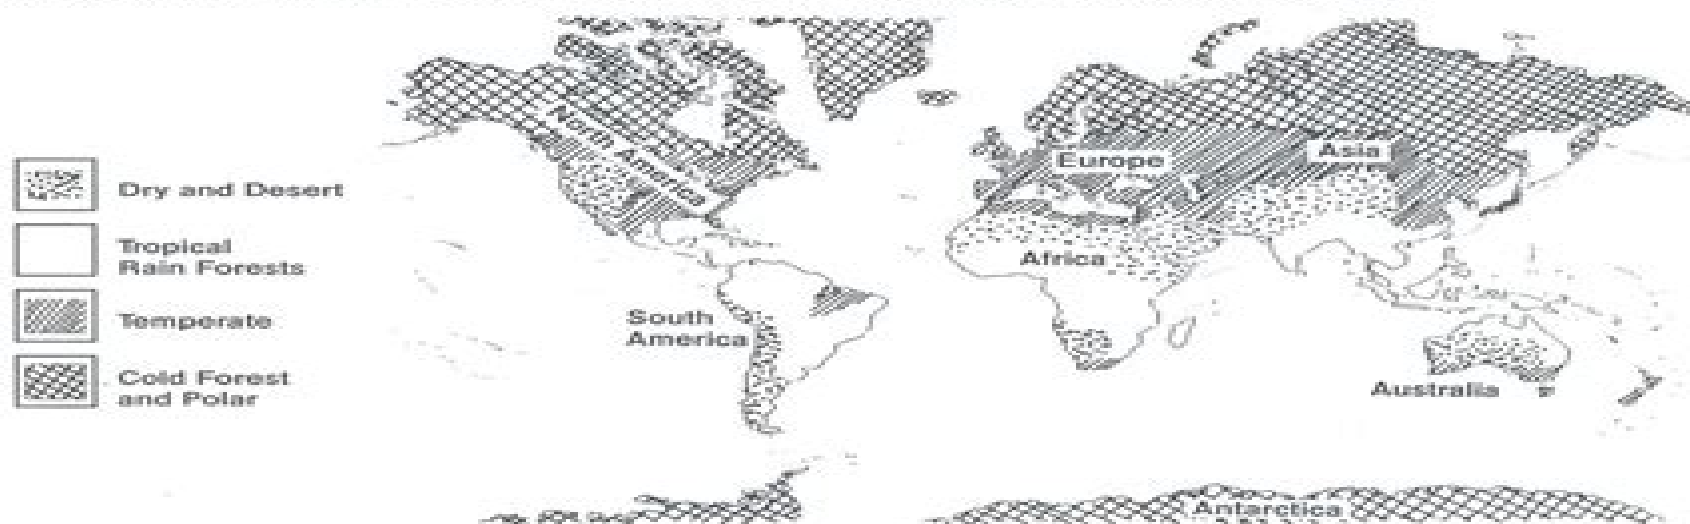 Dry and Desert
Tropical
Rain Forests
Temperate
Cold Forest
and Polar
North America
South
America
Europe
Asia
Africa
Australia
Antarctica